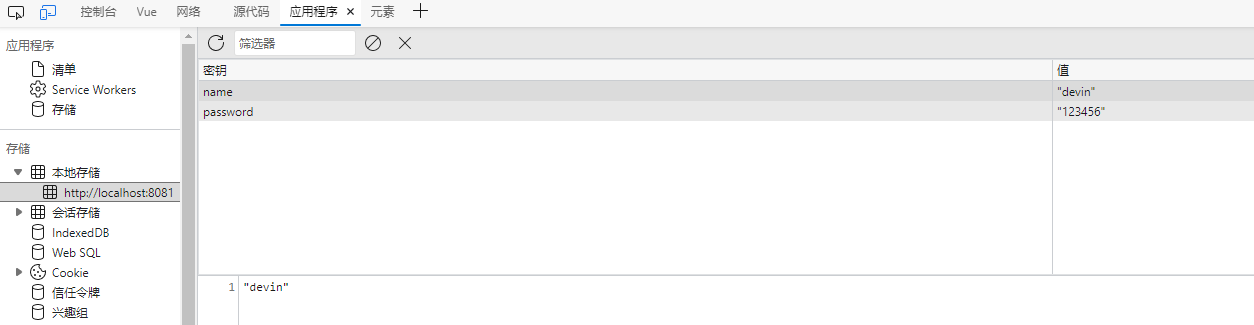 控制台 Vue 网络 源代码 应用程序 元素
应用程序
清单
Service Workers
存储
存储
本地存储
http://localhost:8081
会话存储
IndexedDB
Web SQL
Cookie
信任令牌
兴趣组
筛选器
密钥 值
name "devin"
password "123456"
1 "devin"